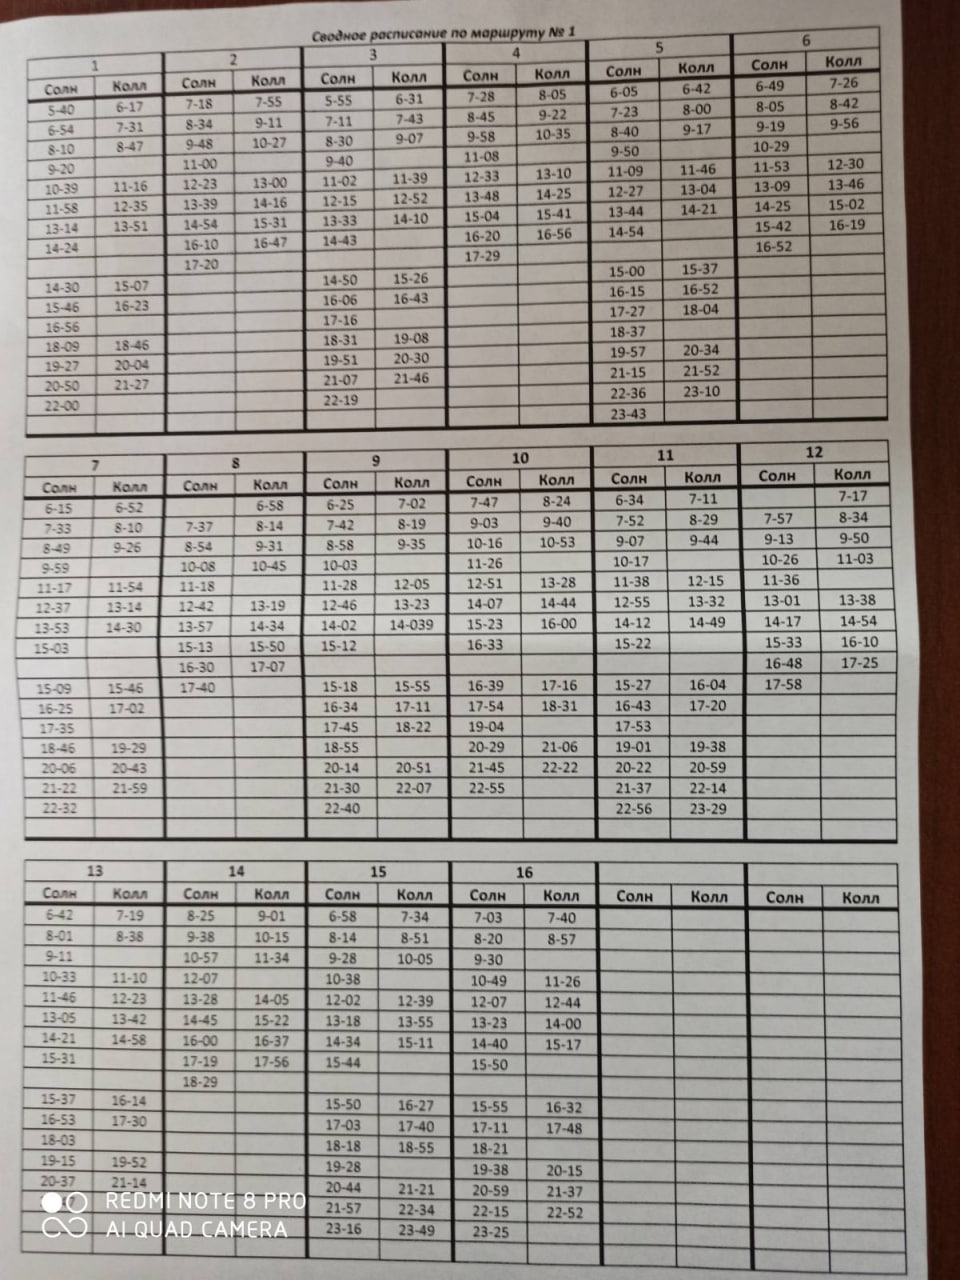 Сводное расписание по маршруту № 1
1 2 3 4 5 6
Солн Колл Солн Колл Солн Колл Солн Колл Солн Колл Солн Колл
5-40 6-17 7-18 7-55 5-55 6-31 7-28 8-05 6-05 6-42 6-49 7-26
6-54 7-31 8-34 9-11 7-11 7-43 8-45 9-22 7-23 8-00 8-05 8-42
8-10 8-47 9-48 10-27 8-30 9-07 9-58 10-35 8-40 9-17 9-19 9-56
9-20 11-00 9-40 11-08 9-50 10-29
10-39 11-16 12-23 13-00 11-02 11-39 12-33 13-10 11-09 11-46 11-53 12-30
11-58 12-35 13-39 14-16 12-15 12-52 13-48 14-25 12-27 13-04 13-09 13-46
13-14 13-51 14-54 15-31 13-33 14-10 15-04 15-41 13-44 14-21 14-25 15-02
14-24 16-10 16-47 14-43 16-20 16-56 14-54 15-42 16-19
17-20 17-29 16-52
14-30 15-07 14-50 15-26 15-00 15-37
15-46 16-23 16-06 16-43 16-15 16-52
16-56 17-16 17-27 18-04
18-09 18-46 18-31 19-08 18-37
19-27 20-04 19-51 20-30 19-57 20-34
20-50 21-27 21-07 21-46 21-15 21-52
22-00 22-19 22-36 23-10
23-43
7 8 9 10 11 12
Солн Колл Солн Колл Солн Колл Солн Колл Солн Колл Солн Колл
6-15 6-52 6-58 6-25 7-02 7-47 8-24 6-34 7-11 7-17
7-33 8-10 7-37 8-14 7-42 8-19 9-03 9-40 7-52 8-29 7-57 8-34
8-49 9-26 8-54 9-31 8-58 9-35 10-16 10-53 9-07 9-44 9-13 9-50
9-59 10-08 10-45 10-03 11-26 10-17 10-26 11-03
11-17 11-54 11-18 11-28 12-05 12-51 13-28 11-38 12-15 11-36
12-37 13-14 12-42 13-19 12-46 13-23 14-07 14-44 12-55 13-32 13-01 13-38
13-53 14-30 13-57 14-34 14-02 14-039 15-23 16-00 14-12 14-49 14-17 14-54
15-03 15-13 15-50 15-12 16-33 15-22 15-33 16-10
16-30 17-07 16-48 17-25
15-09 15-46 17-40 15-18 15-55 16-39 17-16 15-27 16-04 17-58
16-25 17-02 16-34 17-11 17-54 18-31 16-43 17-20
17-35 17-45 18-22 19-04 17-53
18-46 19-29 18-55 20-29 21-06 19-01 19-38
20-06 20-43 20-14 20-51 21-45 22-22 20-22 20-59
21-22 21-59 21-30 22-07 22-55 21-37 22-14
22-32 22-40 22-56 23-29
13 14 15 16
Солн Колл Солн Колл Солн Колл Солн Колл Солн Колл Солн Колл
6-42 7-19 8-25 9-01 6-58 7-34 7-03 7-40
8-01 8-38 9-38 10-15 8-14 8-51 8-20 8-57
9-11 10-57 11-34 9-28 10-05 9-30
10-33 11-10 12-07 10-38 10-49 11-26
11-46 12-23 13-28 14-05 12-02 12-39 12-07 12-44
13-05 13-42 14-45 15-22 13-18 13-55 13-23 14-00
14-21 14-58 16-00 16-37 14-34 15-11 14-40 15-17
15-31 17-19 17-56 15-44 15-50
18-29
15-37 16-14 15-50 16-27 15-55 16-32
16-53 17-30 17-03 17-40 17-11 17-48
18-03 18-18 18-55 18-21
19-15 19-52 19-28 19-38 20-15
20-37 21-14 20-44 21-21 20-59 21-37
21-57 22-34 22-15 22-52
23-16 23-49 23-25
REDMI NOTE 8 PRO
AI QUAD CAMERA